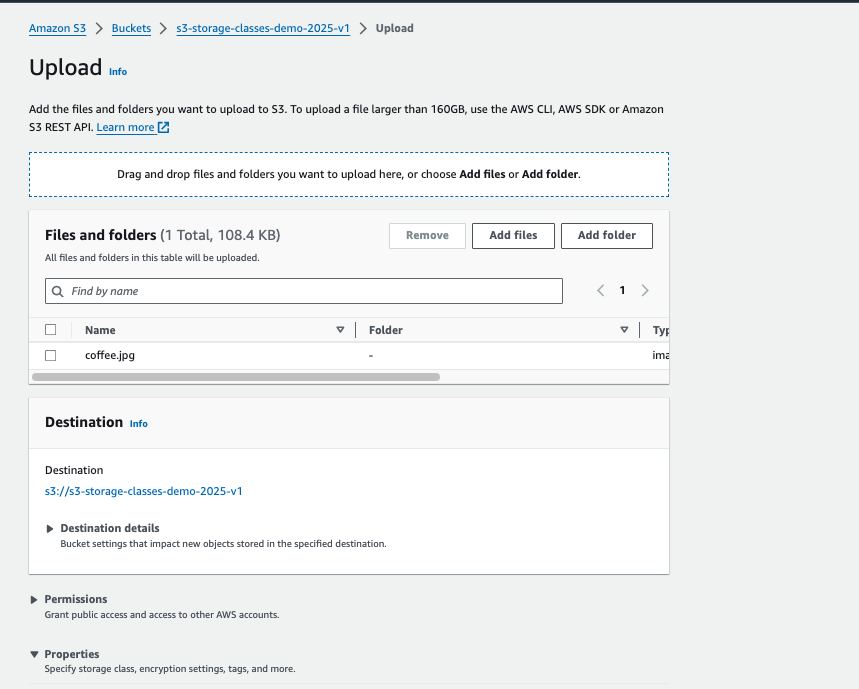 Amazon S3 > Buckets > s3-storage-classes-demo-2025-v1 > Upload
Upload Info
Add the files and folders you want to upload to S3. To upload a file larger than 160GB, use the AWS CLI, AWS SDK or Amazon
S3 REST API. Learn more
Drag and drop files and folders you want to upload here, or choose Add files or Add folder.
Files and folders (1 Total, 108.4 KB)
Remove
Add files
Add folder
All files and folders in this table will be uploaded.
Find by name
1
Name
Folder
Typ
coffee.jpg
-
ima
Destination Info
Destination
s3://s3-storage-classes-demo-2025-v1
Destination details
Bucket settings that impact new objects stored in the specified destination.
Permissions
Grant public access and access to other AWS accounts.
Properties
Specify storage class, encryption settings, tags, and more.